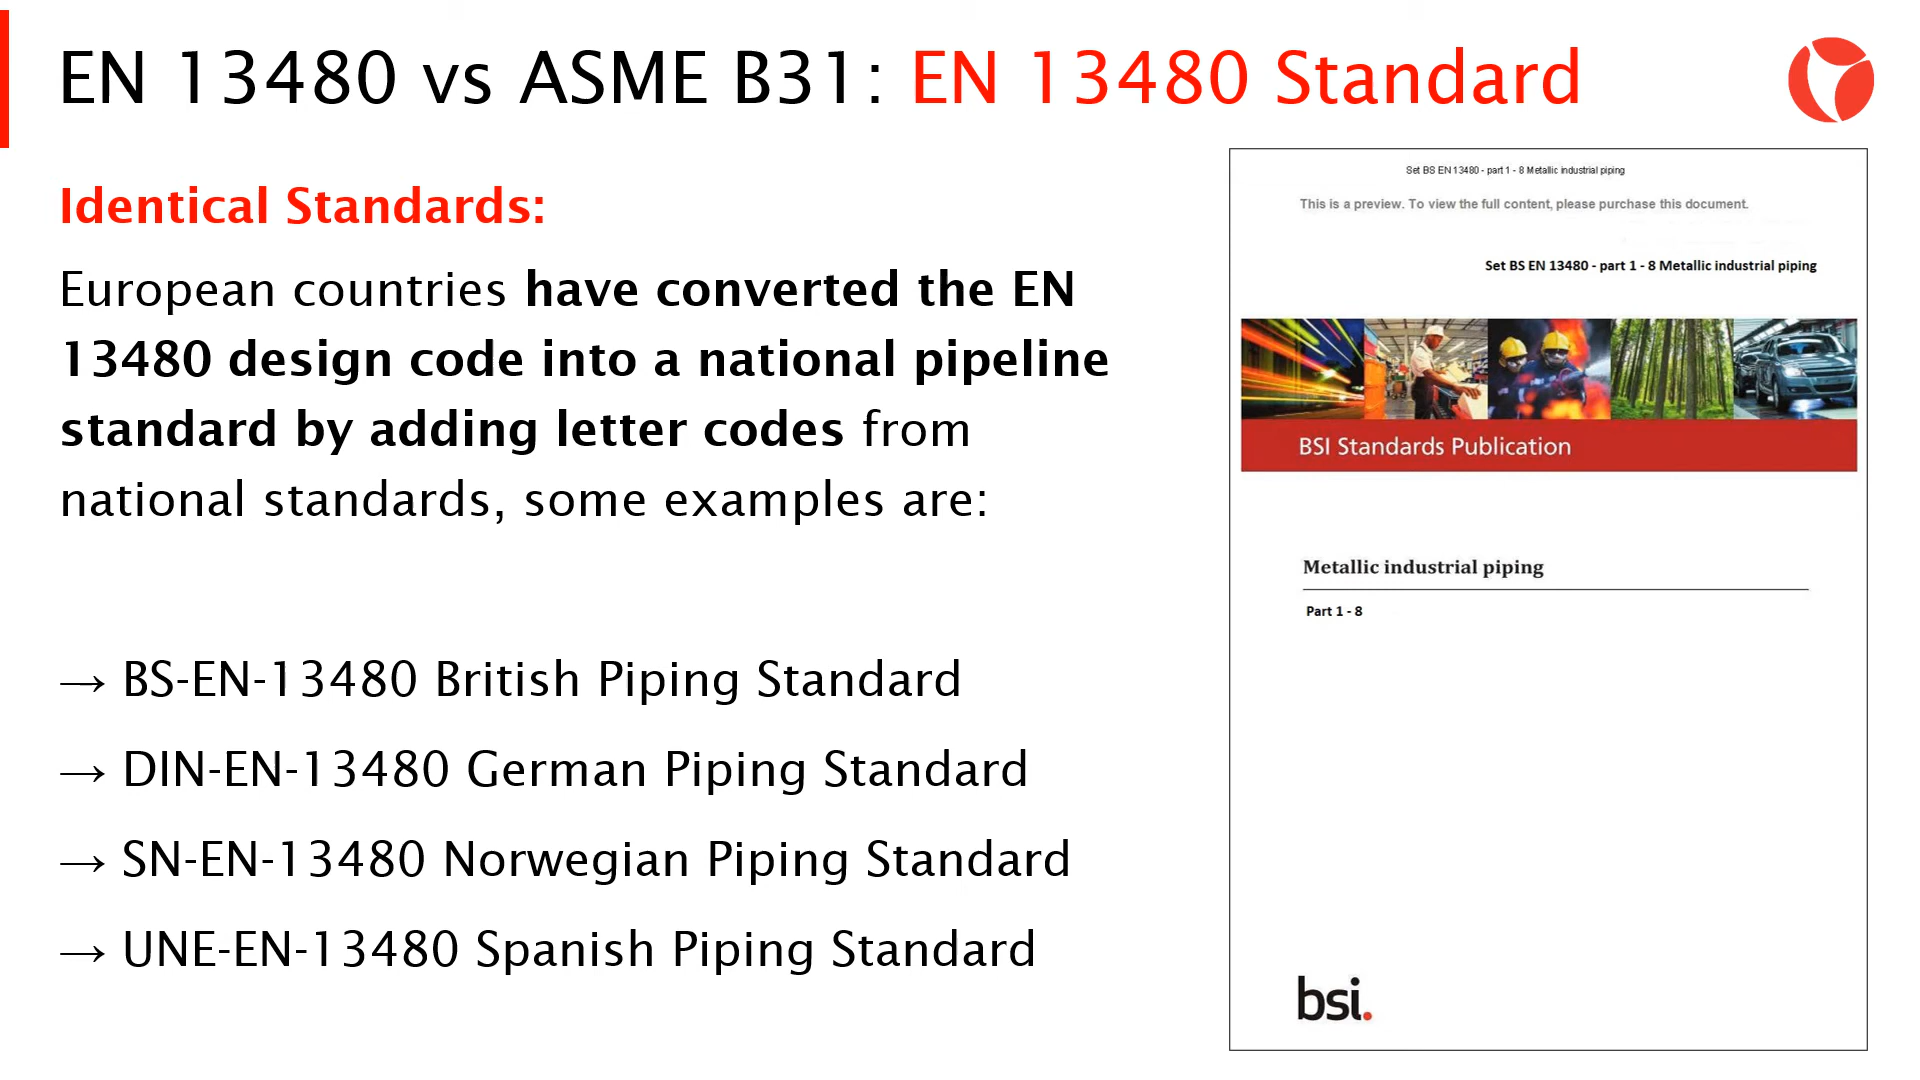 EN 13480 vs ASME B31: EN 13480 Standard
Identical Standards:
European countries have converted the EN
13480 design code into a national pipeline
standard by adding letter codes from
national standards, some examples are:
→ BS-EN-13480 British Piping Standard
→ DIN-EN-13480 German Piping Standard
→ SN-EN-13480 Norwegian Piping Standard
→ UNE-EN-13480 Spanish Piping Standard
Set BS EN 13480 - part 1 - 8 Metallic industrial piping
This is a preview. To view the full content, please purchase this document.
Set BS EN 13480 - part 1 - 8 Metallic industrial piping
BSI Standards Publication
Metallic industrial piping
Part 1 - 8
bsi.